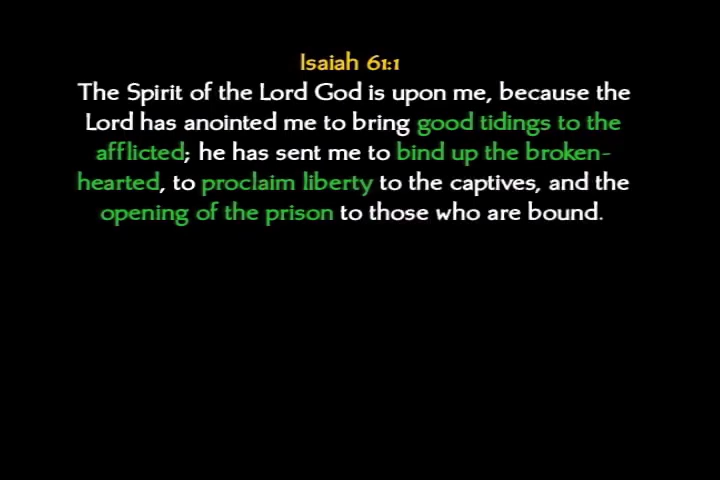 Isaiah 61:1
The Spirit of the Lord God is upon me, because the
Lord has anointed me to bring good tidings to the
afflicted; he has sent me to bind up the broken-
hearted, to proclaim liberty to the captives, and the
opening of the prison to those who are bound.